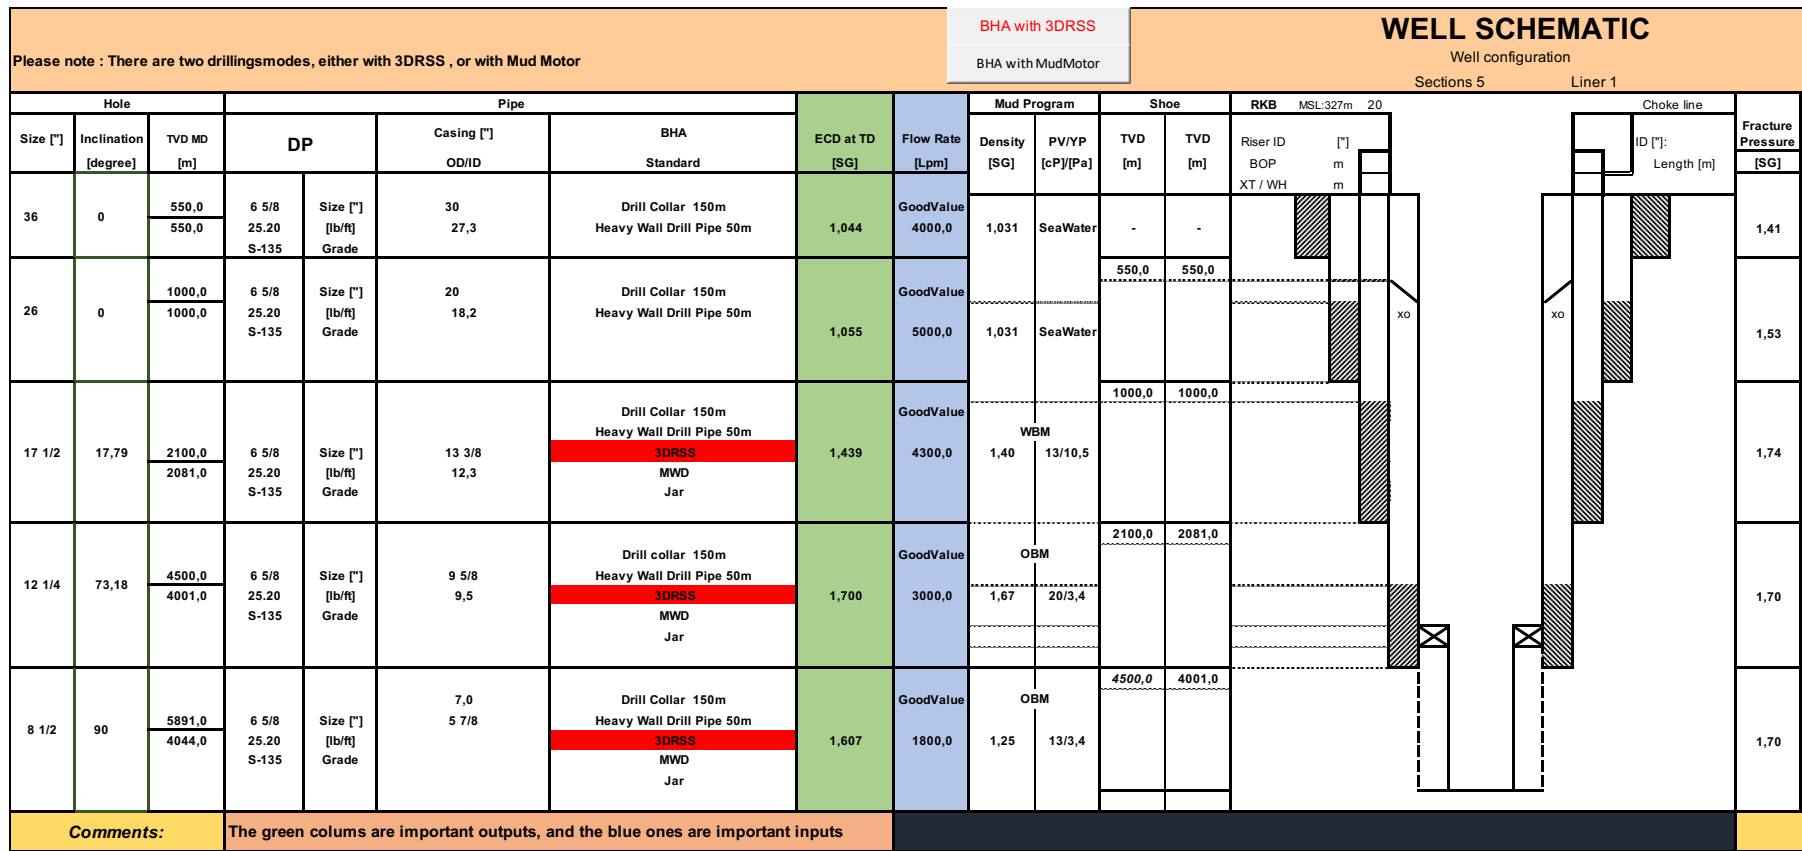 BHA with 3DRSS
WELL SCHEMATIC
Please note : There are two drillingsmodes, either with 3DRSS , or with Mud Motor
BHA with MudMotor
Well configuration
Sections 5 Liner 1
Hole Pipe ECD at TD Flow Rate Mud Program Shoe RKB MSL:327m 20 Choke line Fracture
Size ["] Inclination TVD MD DP Casing ["] BHA Density PV/YP TVD TVD Riser ID ["] ID ["]: Pressure
[degree] [m] OD/ID Standard [SG] [Lpm] [SG] [cP]/[Pa] [m] [m] BOP m Length [m] [SG]
XT / WH m
550,0 6 5/8 Size ["] 30 Drill Collar 150m GoodValue
36 0 550,0 25.20 [lb/ft] 27,3 Heavy Wall Drill Pipe 50m 1,044 4000,0 1,031 SeaWater - - 1,41
S-135 Grade
550,0 550,0
1000,0 6 5/8 Size ["] 20 Drill Collar 150m GoodValue
26 0 1000,0 25.20 [lb/ft] 18,2 Heavy Wall Drill Pipe 50m xo xo
S-135 Grade 1,055 5000,0 1,031 SeaWater 1,53
1000,0 1000,0
Drill Collar 150m GoodValue
Heavy Wall Drill Pipe 50m WBM
17 1/2 17,79 2100,0 6 5/8 Size ["] 13 3/8 3DRSS 1,439 4300,0 1,40 13/10,5 1,74
2081,0 25.20 [lb/ft] 12,3 MWD
S-135 Grade Jar
2100,0 2081,0
Drill collar 150m GoodValue OBM
12 1/4 73,18 4500,0 6 5/8 Size ["] 9 5/8 Heavy Wall Drill Pipe 50m
4001,0 25.20 [lb/ft] 9,5 3DRSS 1,700 3000,0 1,67 20/3,4 1,70
S-135 Grade MWD
Jar
4500,0 4001,0
7,0 Drill Collar 150m GoodValue OBM
8 1/2 90 5891,0 6 5/8 Size ["] 5 7/8 Heavy Wall Drill Pipe 50m
4044,0 25.20 [lb/ft] 3DRSS 1,607 1800,0 1,25 13/3,4 1,70
S-135 Grade MWD
Jar
Comments: The green colums are important outputs, and the blue ones are important inputs